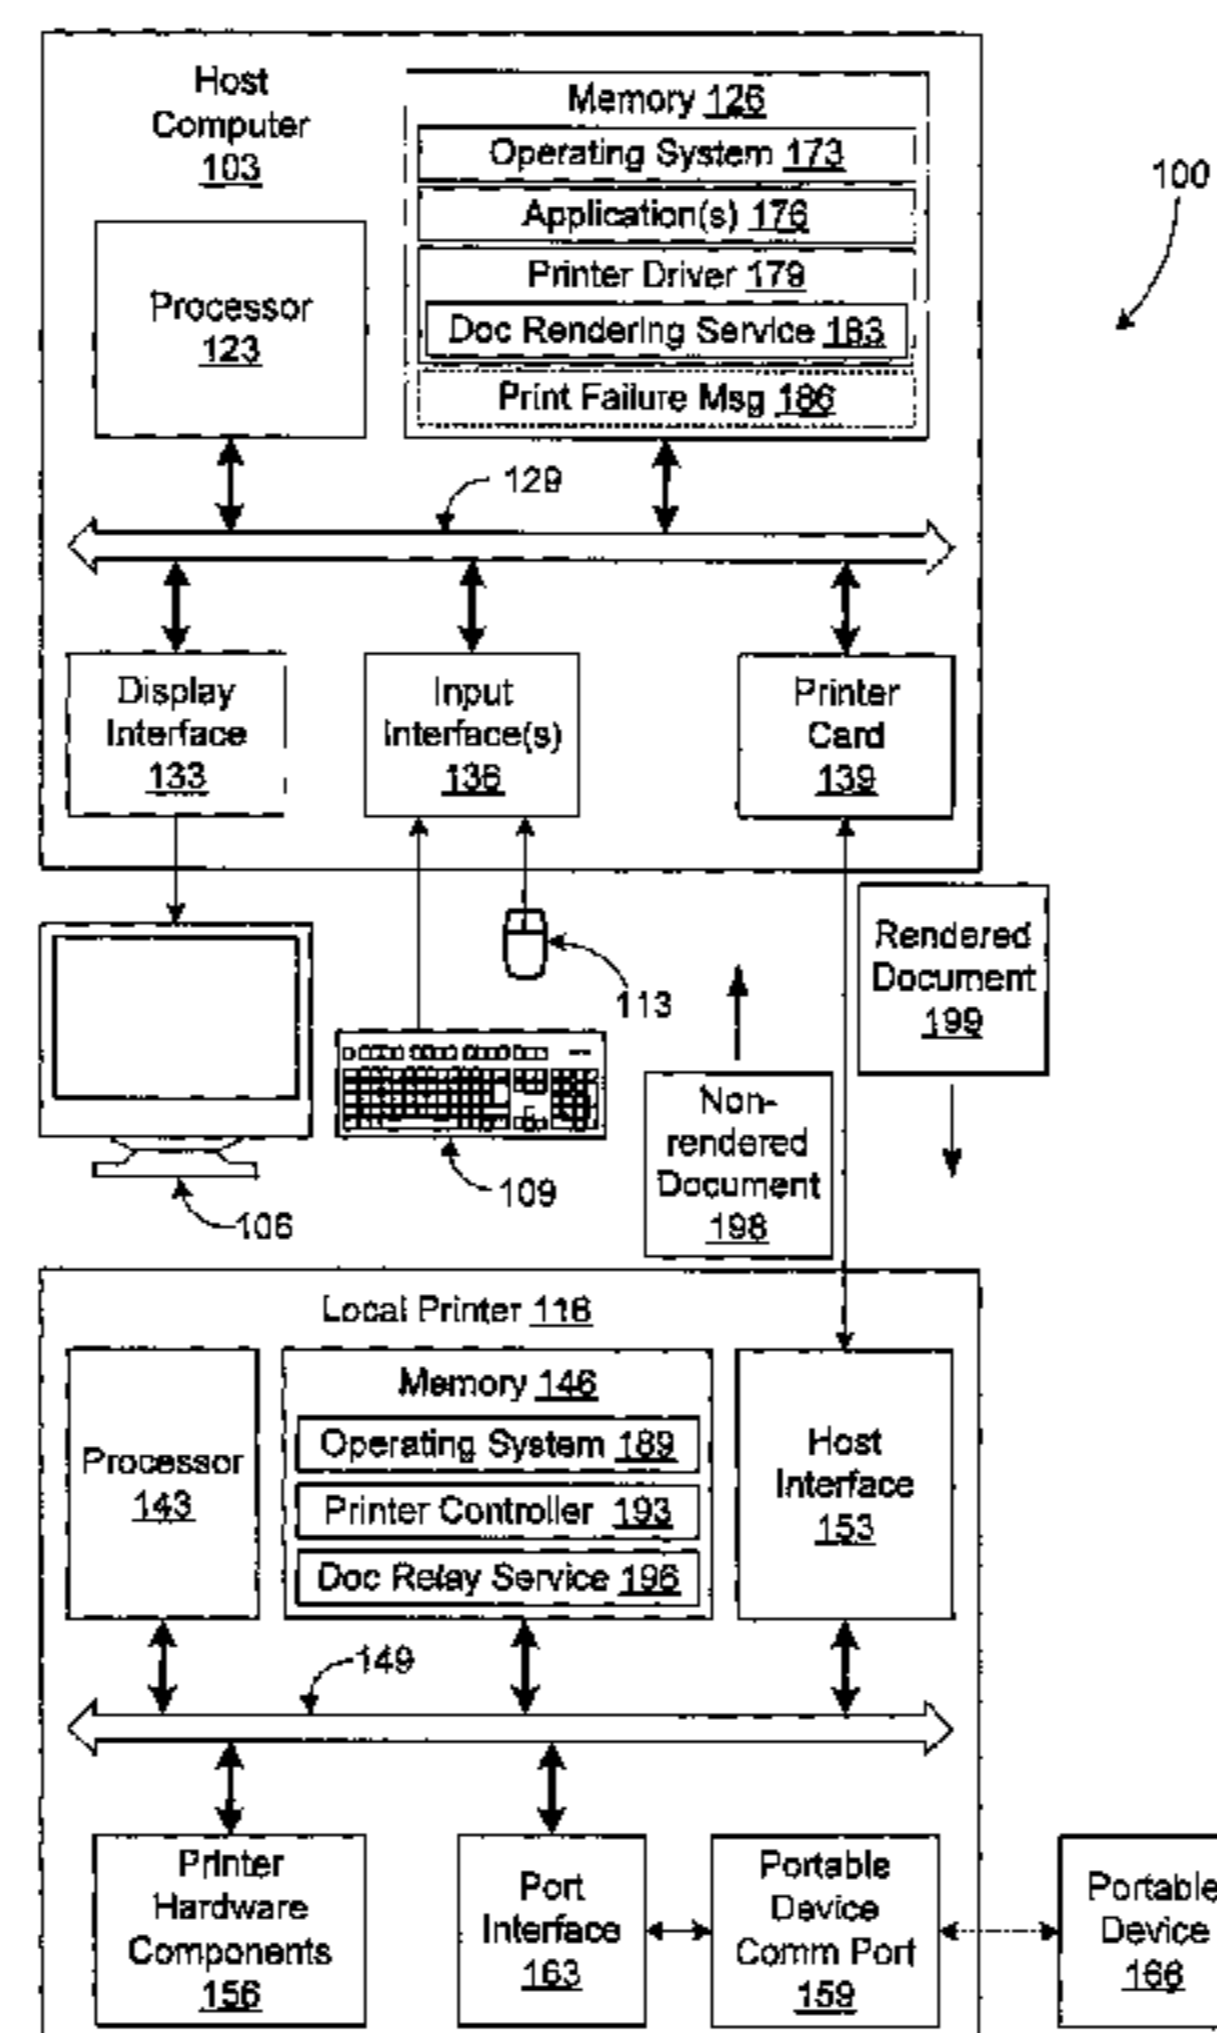 Host
Computer
103
Memory 126
Operating System 173
Application(s) 176
Printer Driver 179
Doc Rendering Service 183
Print Failure Msg 186
100
Processor
123
129
Display
Interface
133
Input
Interface(s)
136
Printer
Card
139
Rendered
Document
199
113
Non-
rendered
Document
198
109
106
Local Printer 116
Processor
143
Memory 146
Operating System 189
Printer Controller 193
Doc Relay Service 196
Host
Interface
153
149
Printer
Hardware
Components
156
Port
Interface
163
Portable
Device
Comm Port
159
Portable
Device
166